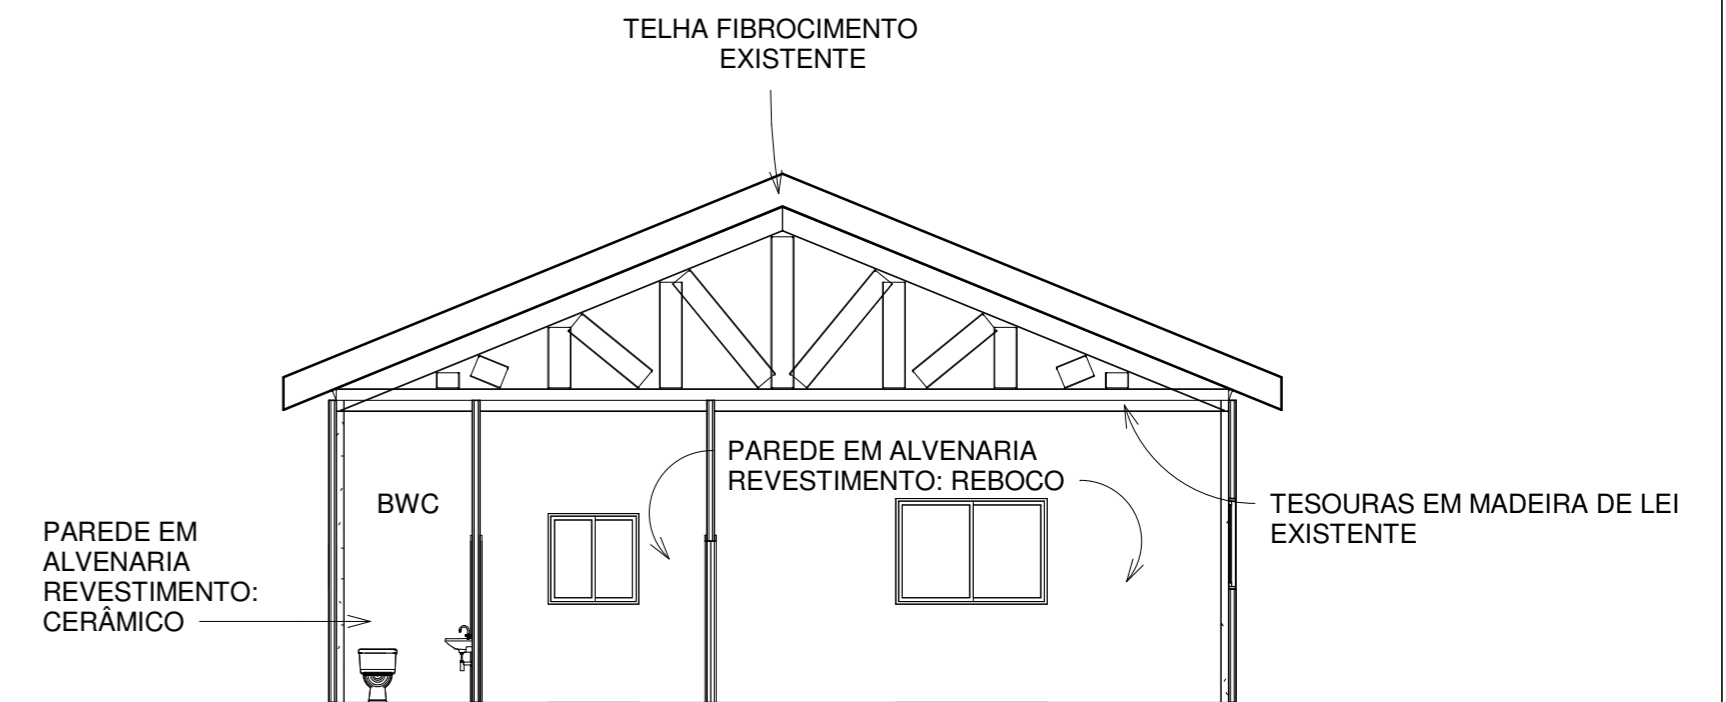 TELHA FIBROCIMENTO
EXISTENTE
PAREDE EM ALVENARIA
REVESTIMENTO: REBOCO
BWC
TESOURAS EM MADEIRA DE LEI
EXISTENTE
PAREDE EM
ALVENARIA
REVESTIMENTO:
CERÂMICO